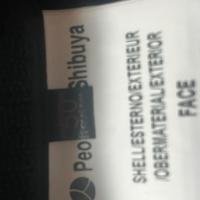 Peo Shibuya
SHELL/ESTERNO/EXTERIEUR
/OBERMATERIAL/EXTERIOR
FACE